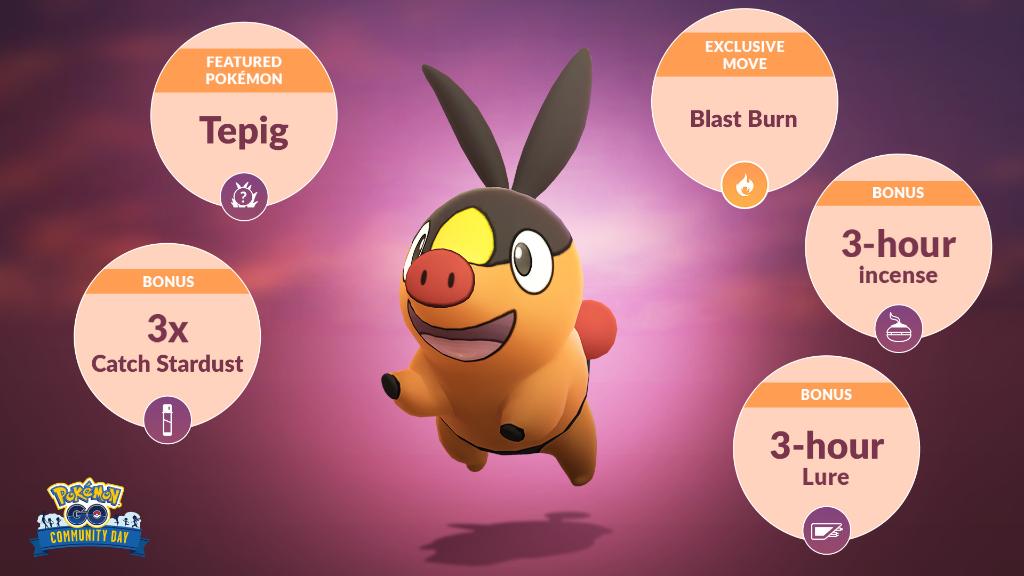 FEATURED
POKÉMON
Tepig
EXCLUSIVE
MOVE
Blast Burn
BONUS
3-hour
incense
BONUS
3x
Catch Stardust
BONUS
3-hour
Lure
POKéMON
GO
COMMUNITY DAY
?